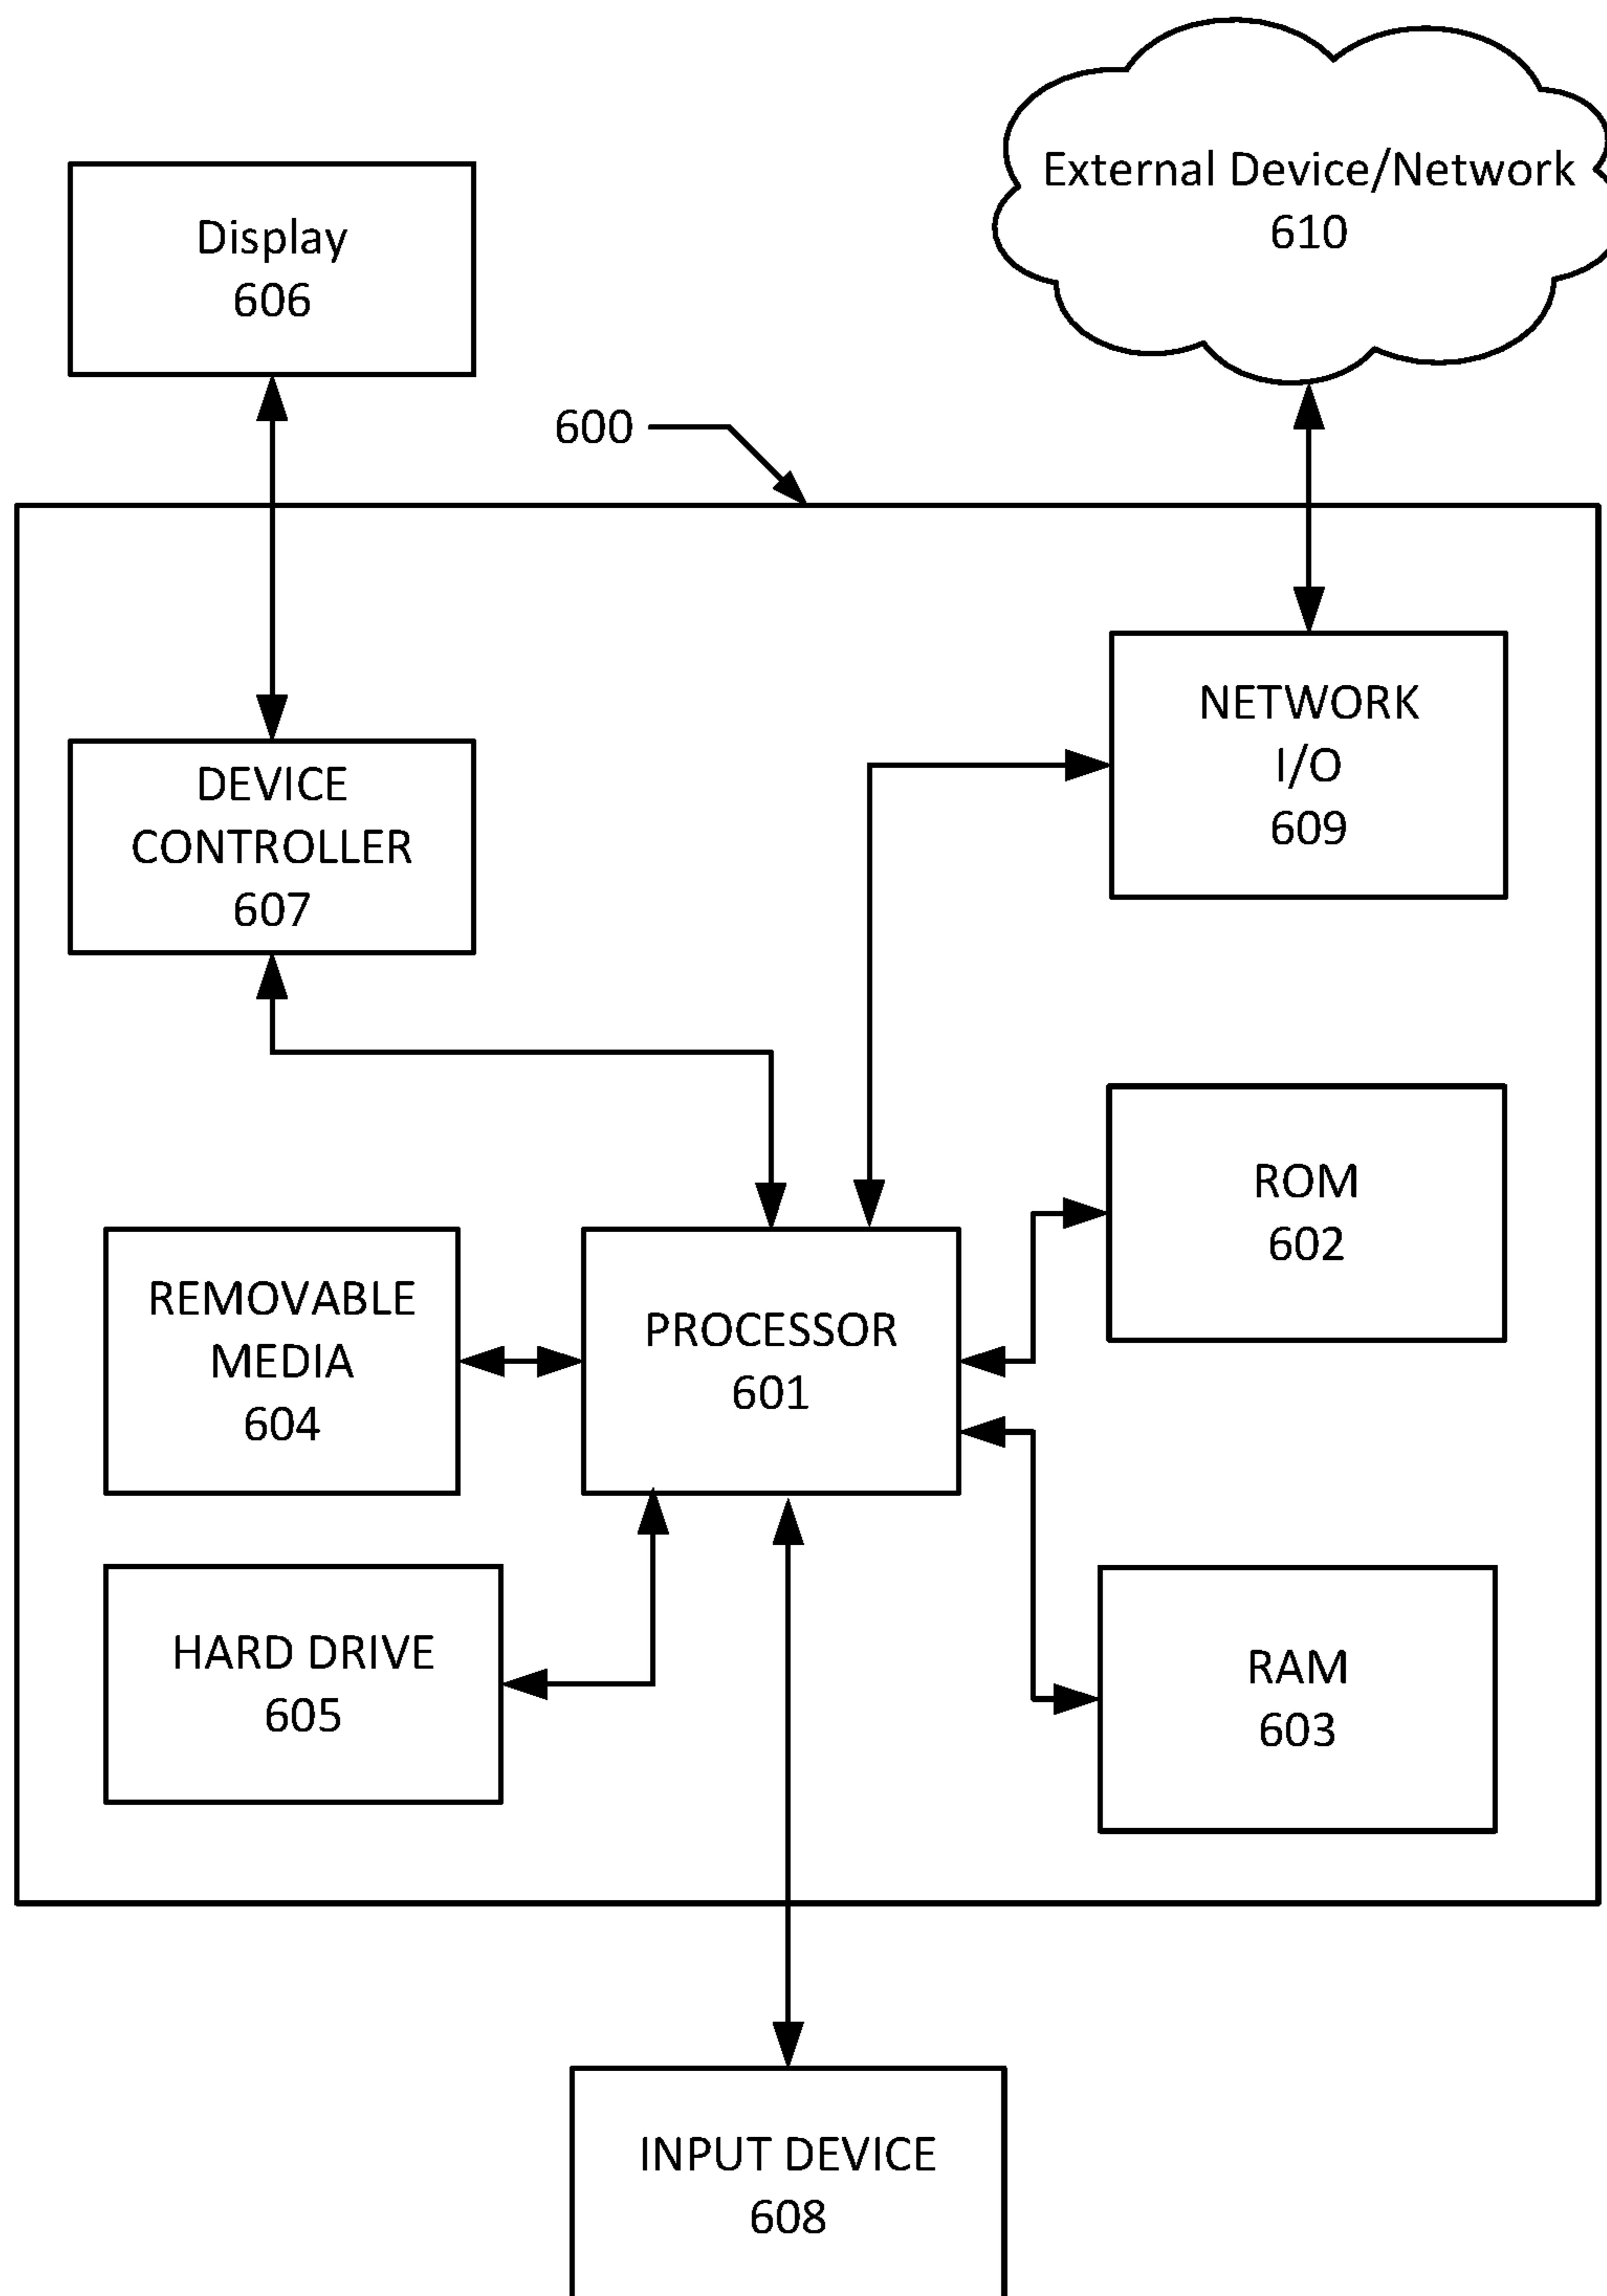 External Device/Network
610
Display
606
600
NETWORK
I/O
609
DEVICE
CONTROLLER
607
ROM
602
REMOVABLE
MEDIA
604
PROCESSOR
601
HARD DRIVE
605
RAM
603
INPUT DEVICE
608